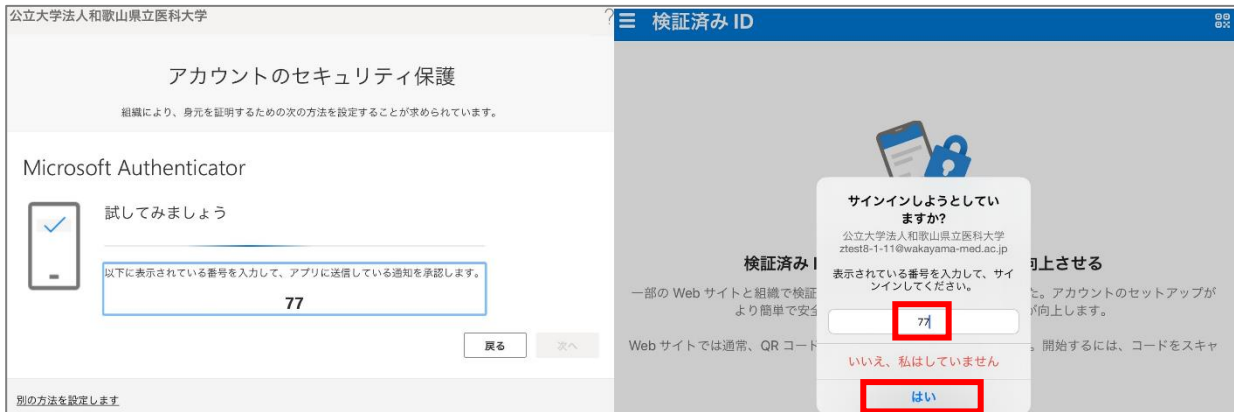 公立大学法人和歌山県立医科大学
?
アカウントのセキュリティ保護
組織により、身元を証明するための次の方法を設定することが求められています。
Microsoft Authenticator
試してみましょう
以下に表示されている番号を入力して、アプリに送信している通知を承認します。
77
戻る
次へ
別の方法を設定します
検証済み ID
サインインしようとしてい
ますか?
公立大学法人和歌山県立医科大学
ztest8-1-11@wakayama-med.ac.jp
表示されている番号を入力して、サイ
ンインしてください。
77
いいえ、私はしていません
はい
検証済み
向上させる
一部の Web サイトと組織で検証
た。アカウントのセットアップが
より簡単で安
が向上します。
Web サイトでは通常、QR コート
。開始するには、コードをスキャ